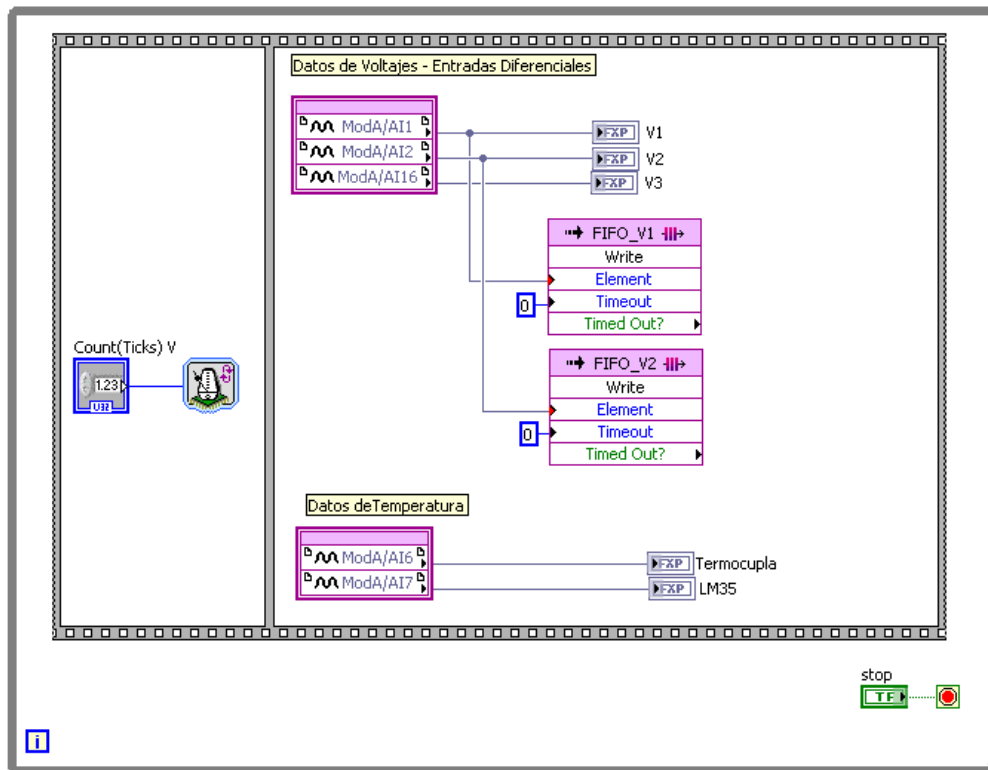 Datos de Voltajes - Entradas Diferenciales
ModA/AI1
ModA/AI2
ModA/AI16
FXP V1
FXP V2
FXP V3
FIFO_V1
Write
Element
0 Timeout
Timed Out?
Count(Ticks) V
1.23
U32
FIFO_V2
Write
Element
0 Timeout
Timed Out?
Datos deTemperatura
ModA/AI6
ModA/AI7
FXP Termocupla
FXP LM35
stop
TF
i